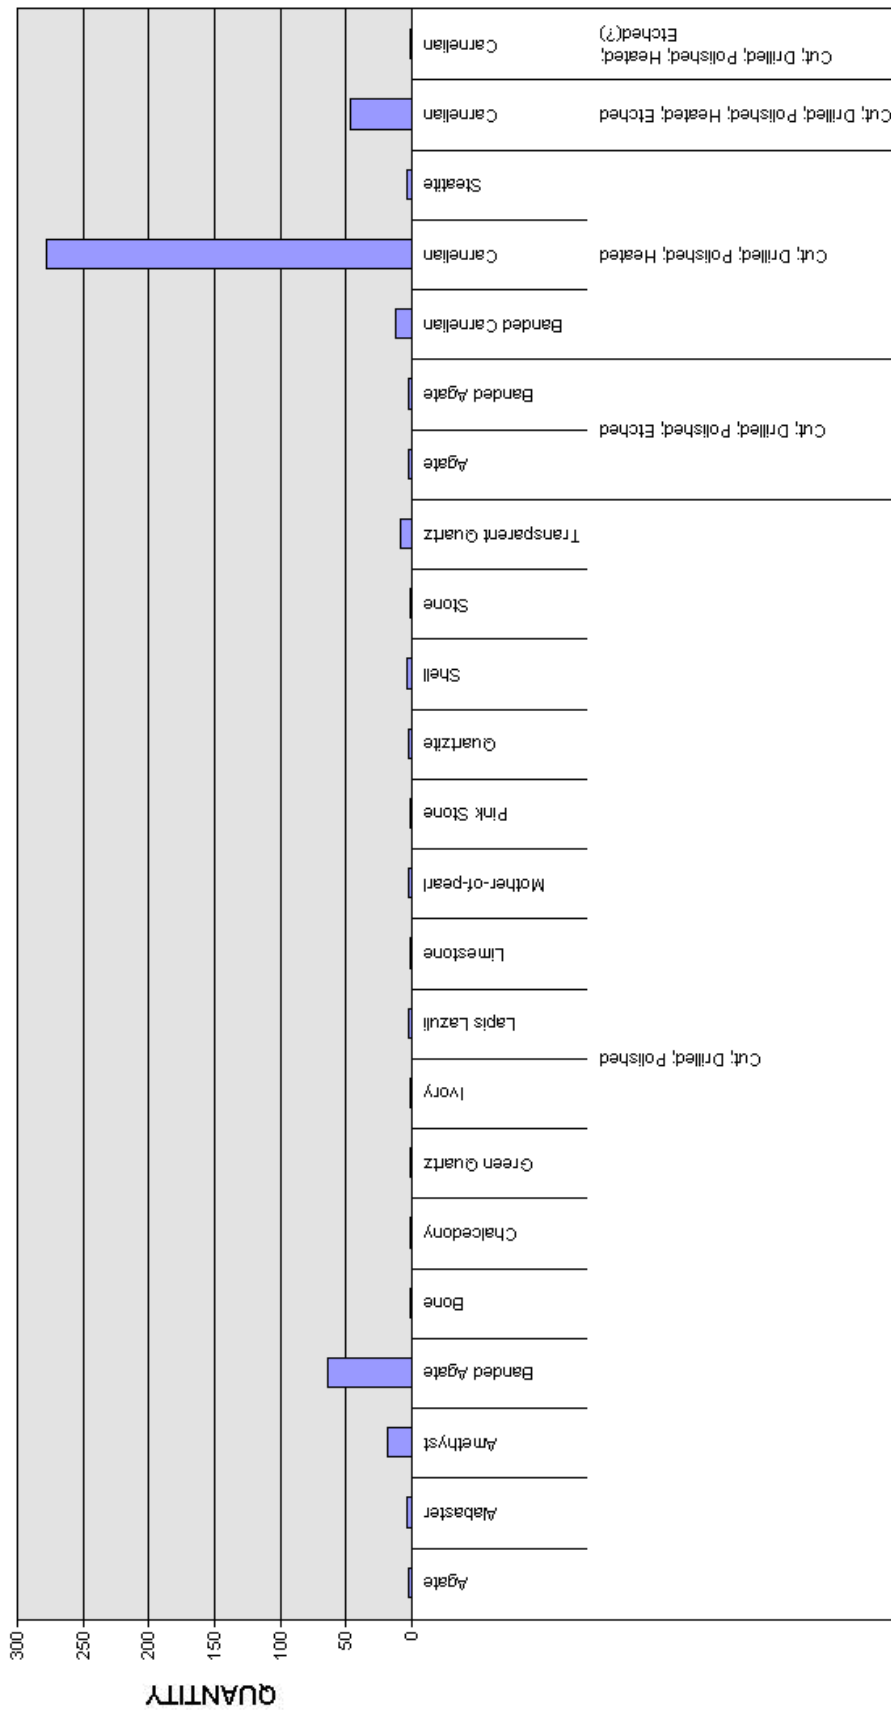 QUANTITY
300
250
200
150
100
50
0
Carnelian
Cut; Drilled; Polished; Heated;
Etched(?)
Carnelian
Cut; Drilled; Polished; Heated; Etched
Steatite
Carnelian
Banded Carnelian
Cut; Drilled; Polished; Heated
Banded Agate
Agate
Cut; Drilled; Polished; Etched
Transparent Quartz
Stone
Shell
Quartzite
Pink Stone
Mother-of-pearl
Limestone
Lapis Lazuli
Ivory
Green Quartz
Chalcedony
Bone
Banded Agate
Amethyst
Alabaster
Agate
Cut; Drilled; Polished